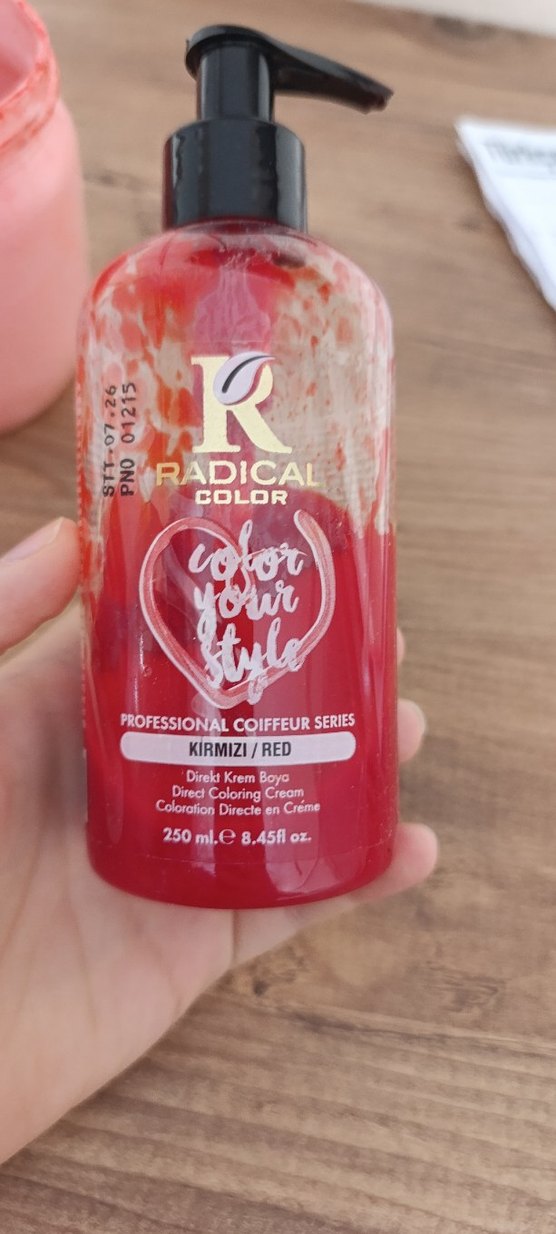 STT.07.26
PNO 01215
R
RADICAL
COLOR
color
your
style
PROFESSIONAL COIFFEUR SERIES
KIRMIZI / RED
Direkt Krem Boya
Direct Coloring Cream
Coloration Directe en Créme
250 ml.℮ 8.45fl oz.